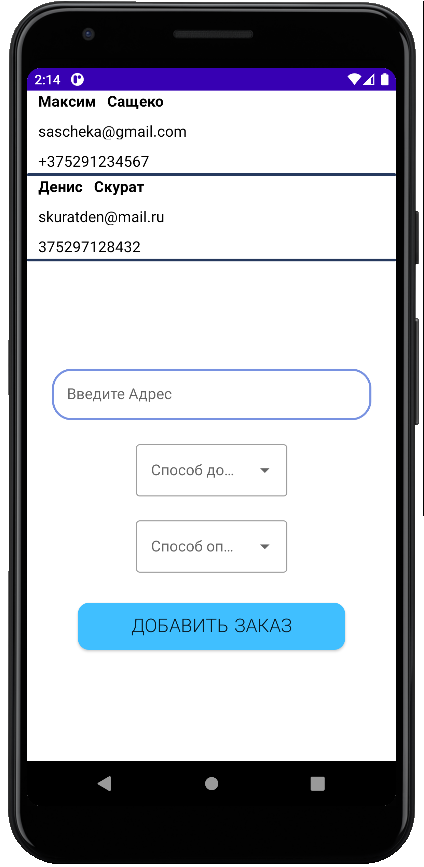 2:14
Максим Сащеко
sascheka@gmail.com
+375291234567
Денис Скурат
skuratden@mail.ru
375297128432
Введите Адрес
Способ до...
Способ оп...
ДОБАВИТЬ ЗАКАЗ